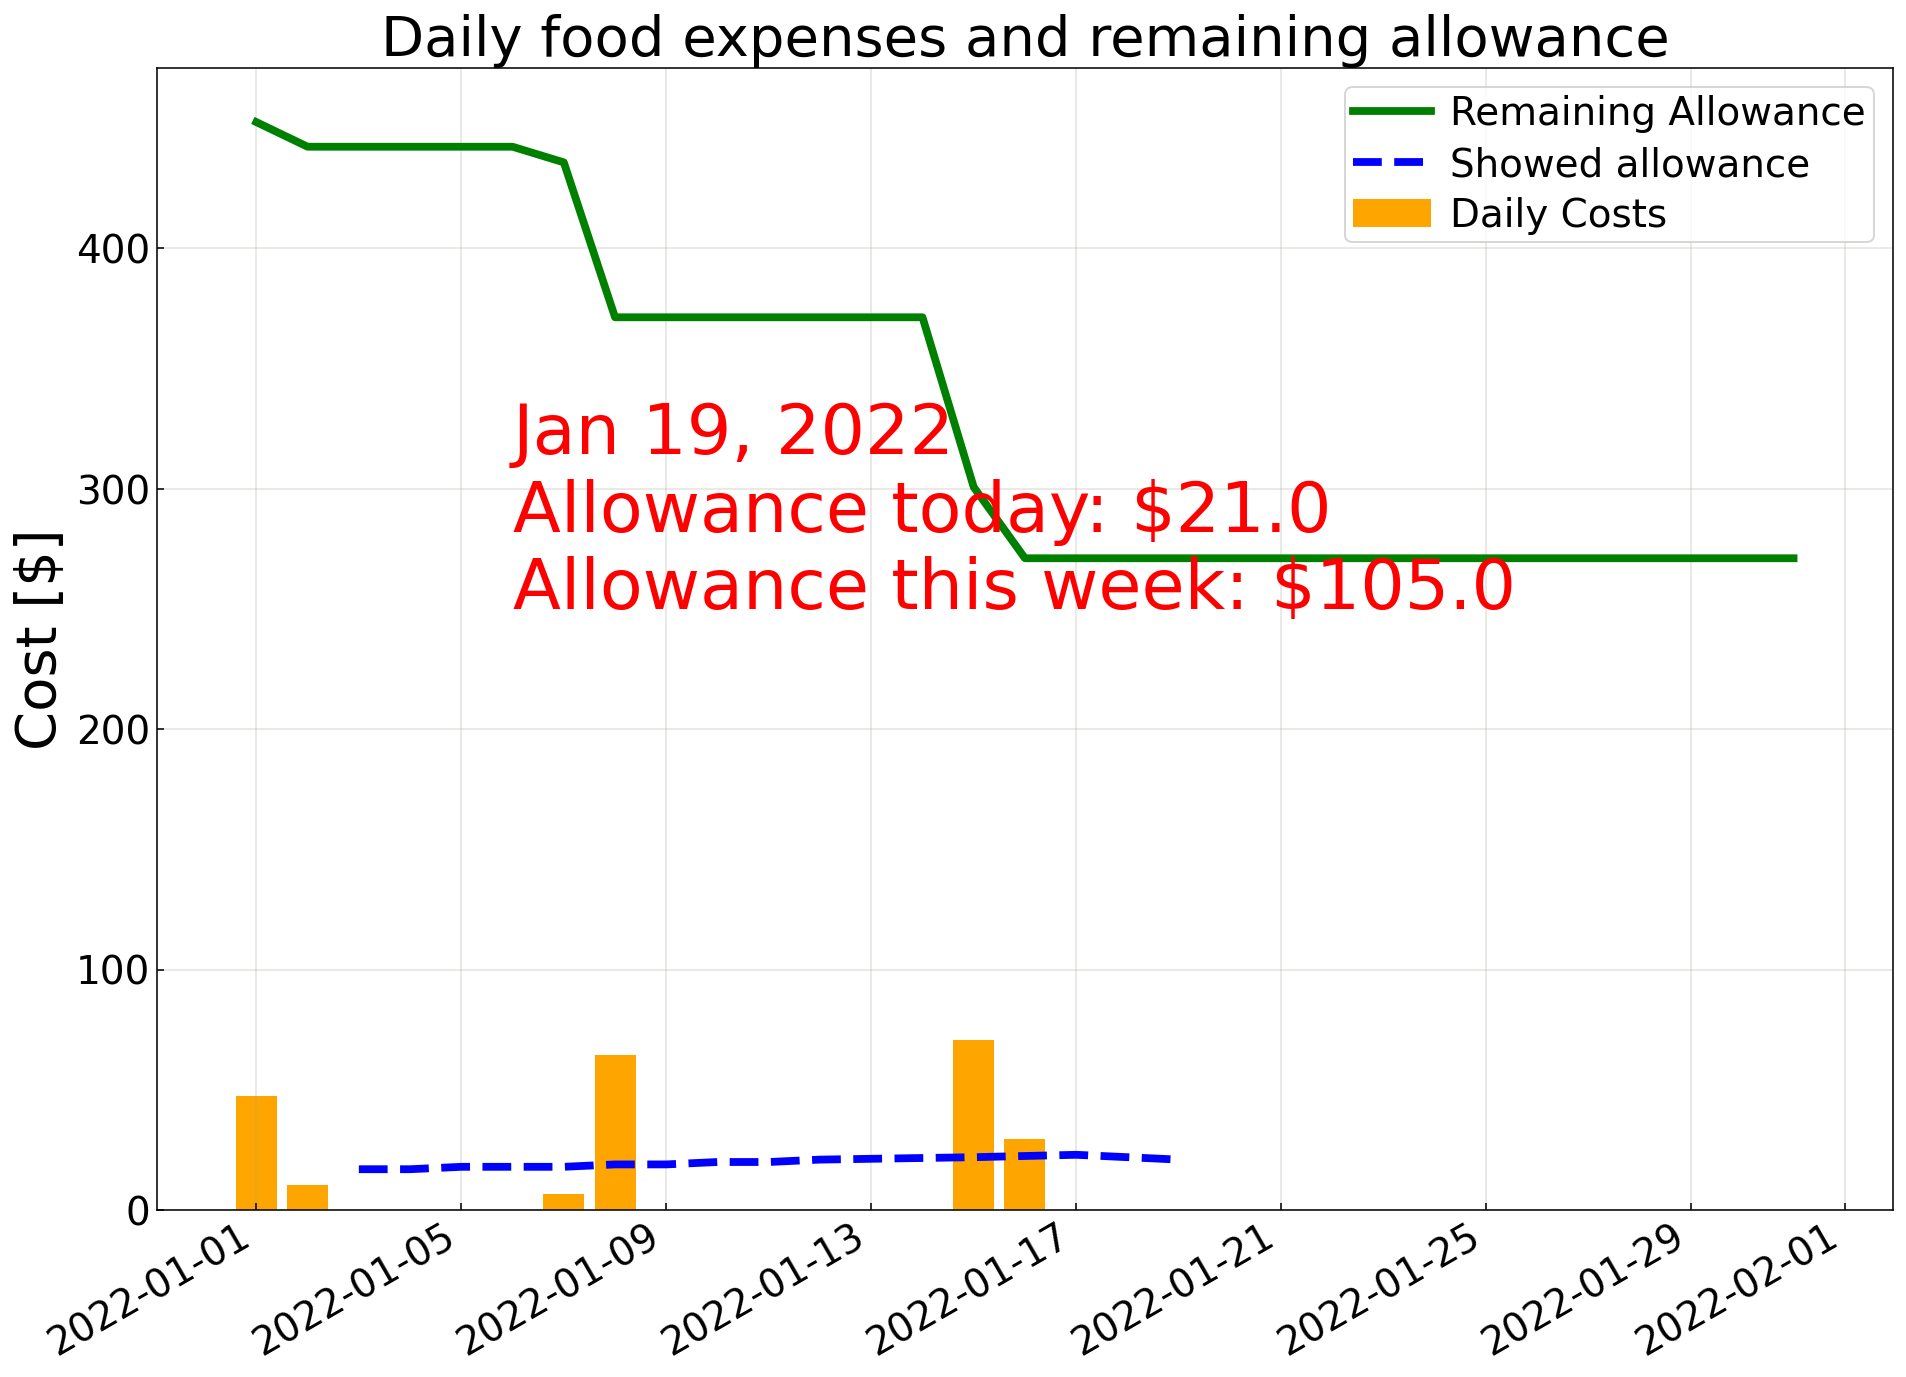 Daily food expenses and remaining allowance
Remaining Allowance
Showed allowance
Daily Costs
400
300
200
100
0
Cost [$]
Jan 19, 2022
Allowance today: $21.0
Allowance this week: $105.0
2022-01-01
2022-01-05
2022-01-09
2022-01-13
2022-01-17
2022-01-21
2022-01-25
2022-01-29
2022-02-01